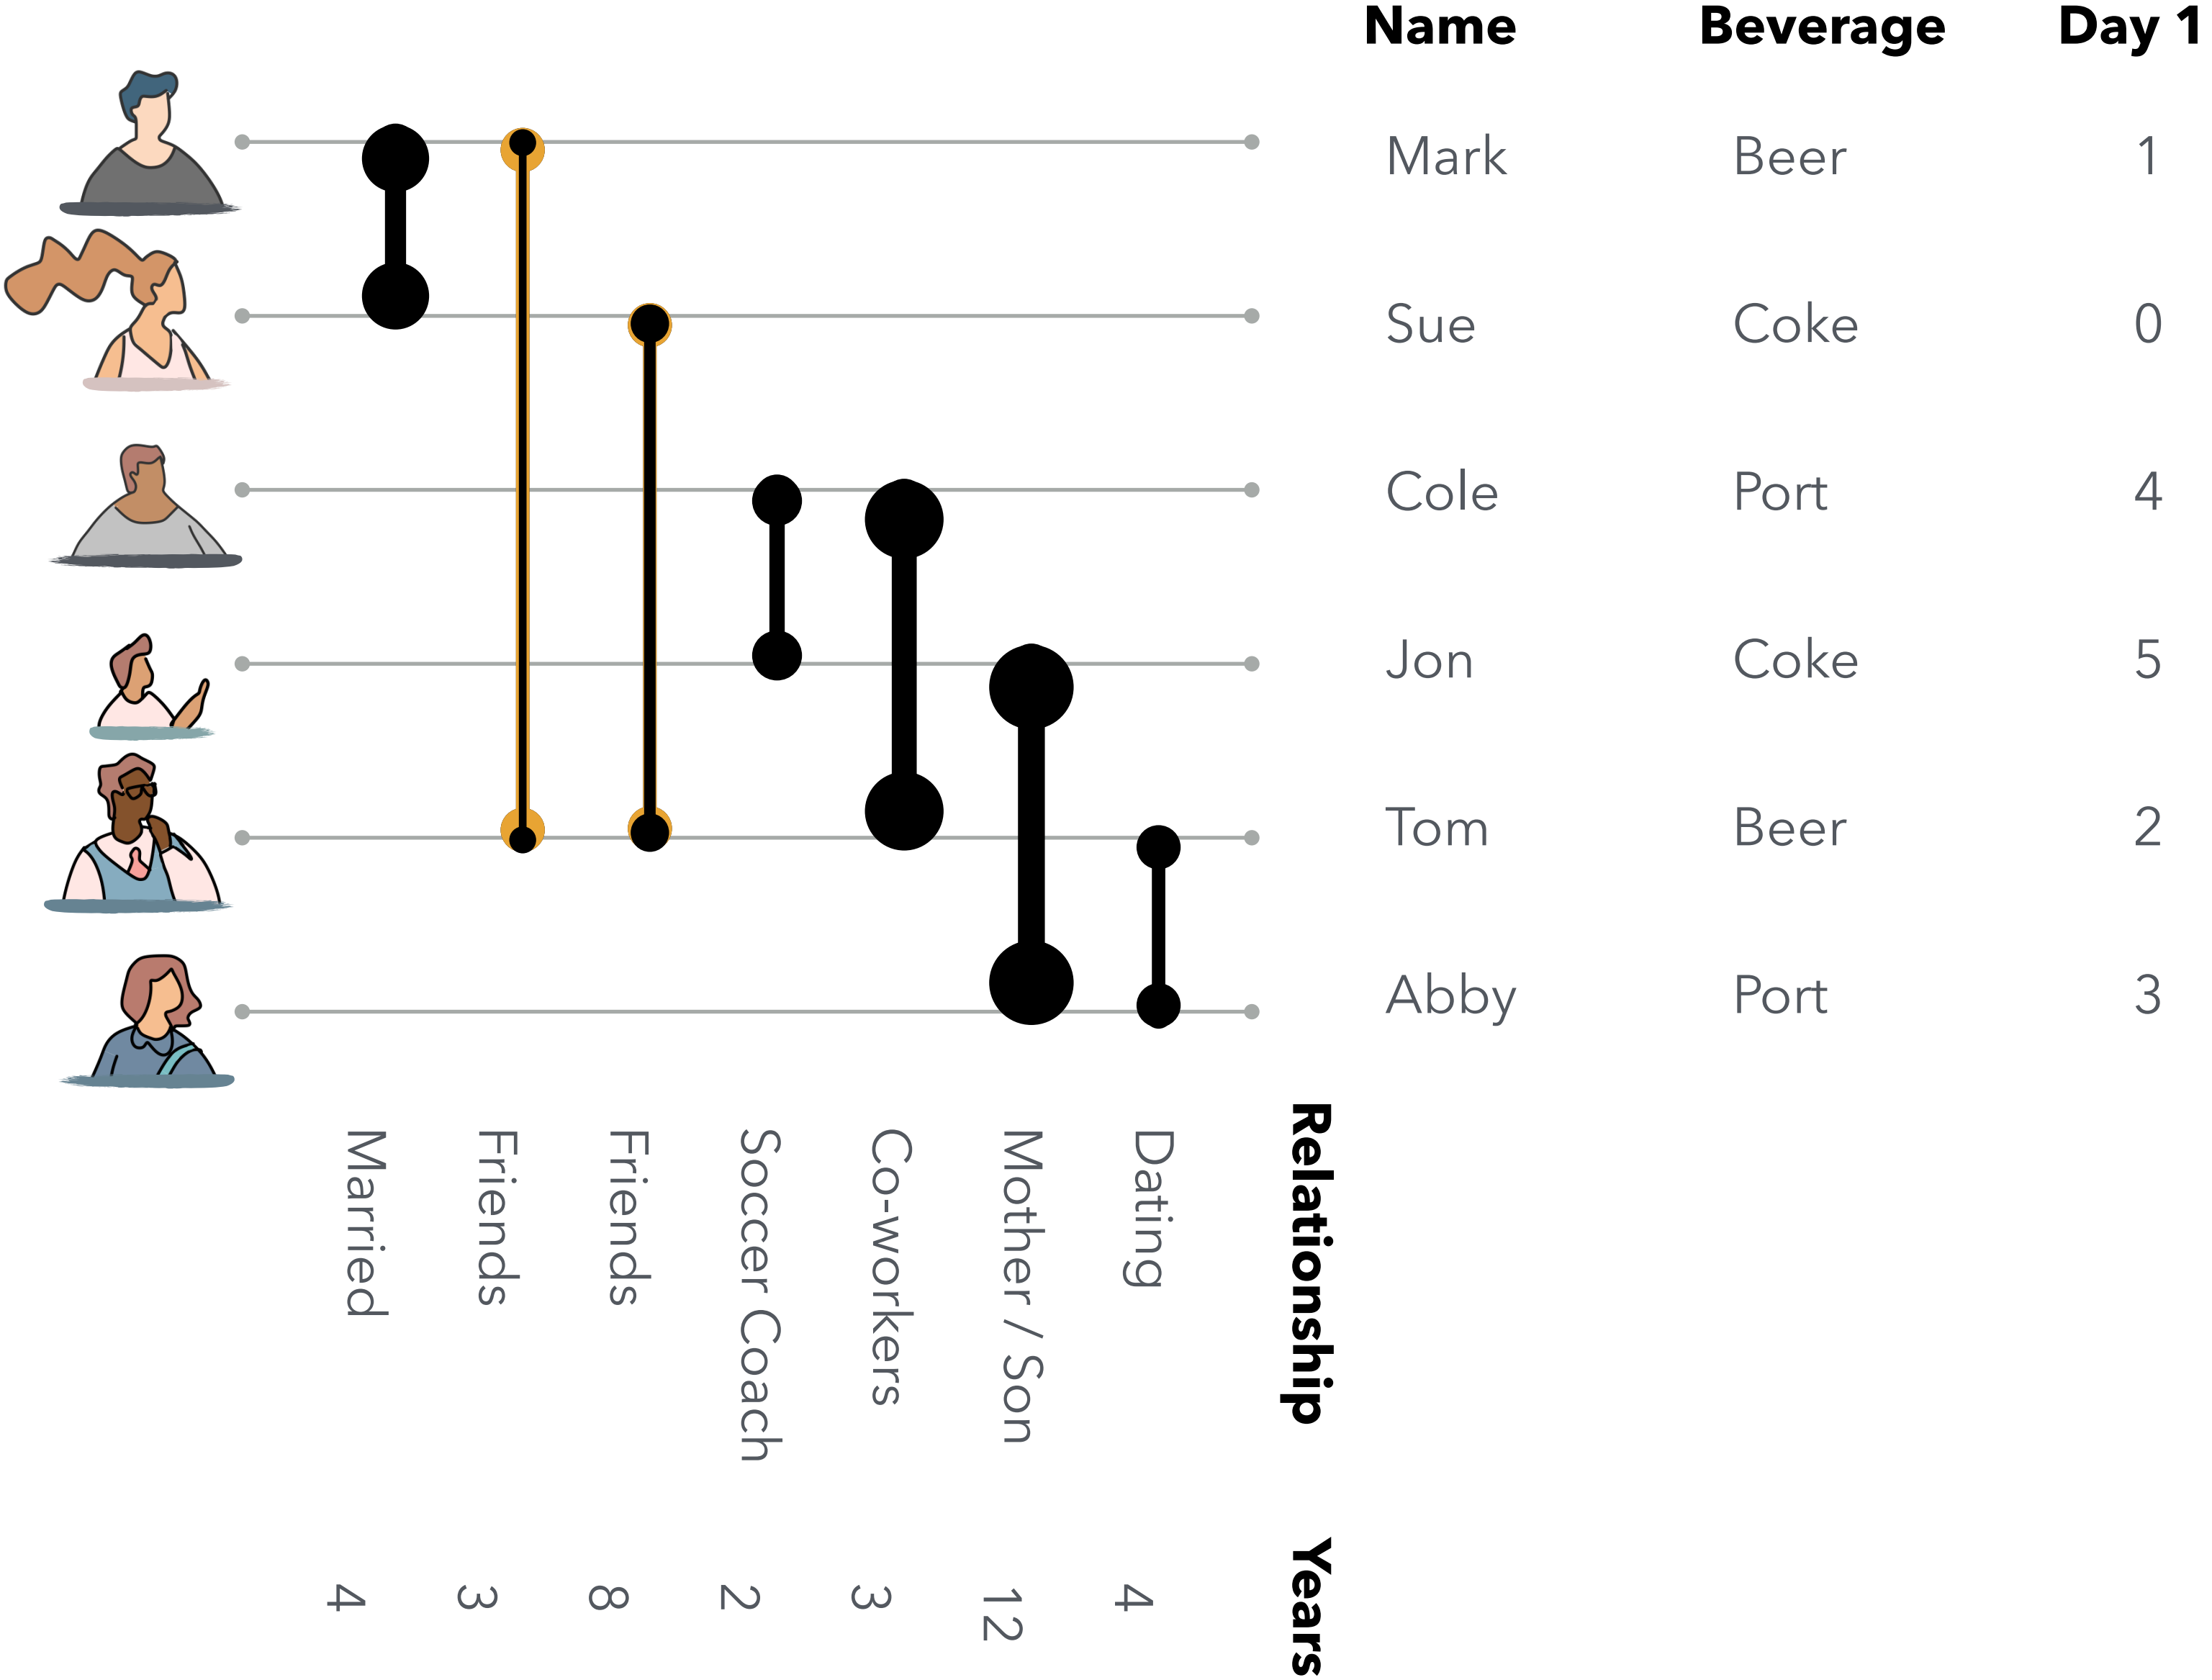 Name Beverage Day 1
Mark Beer 1
Sue Coke 0
Cole Port 4
Jon Coke 5
Tom Beer 2
Abby Port 3
Relationship Years
Dating 4
Mother / Son 12
Co-workers 3
Soccer Coach 2
Friends 8
Friends 3
Married 4